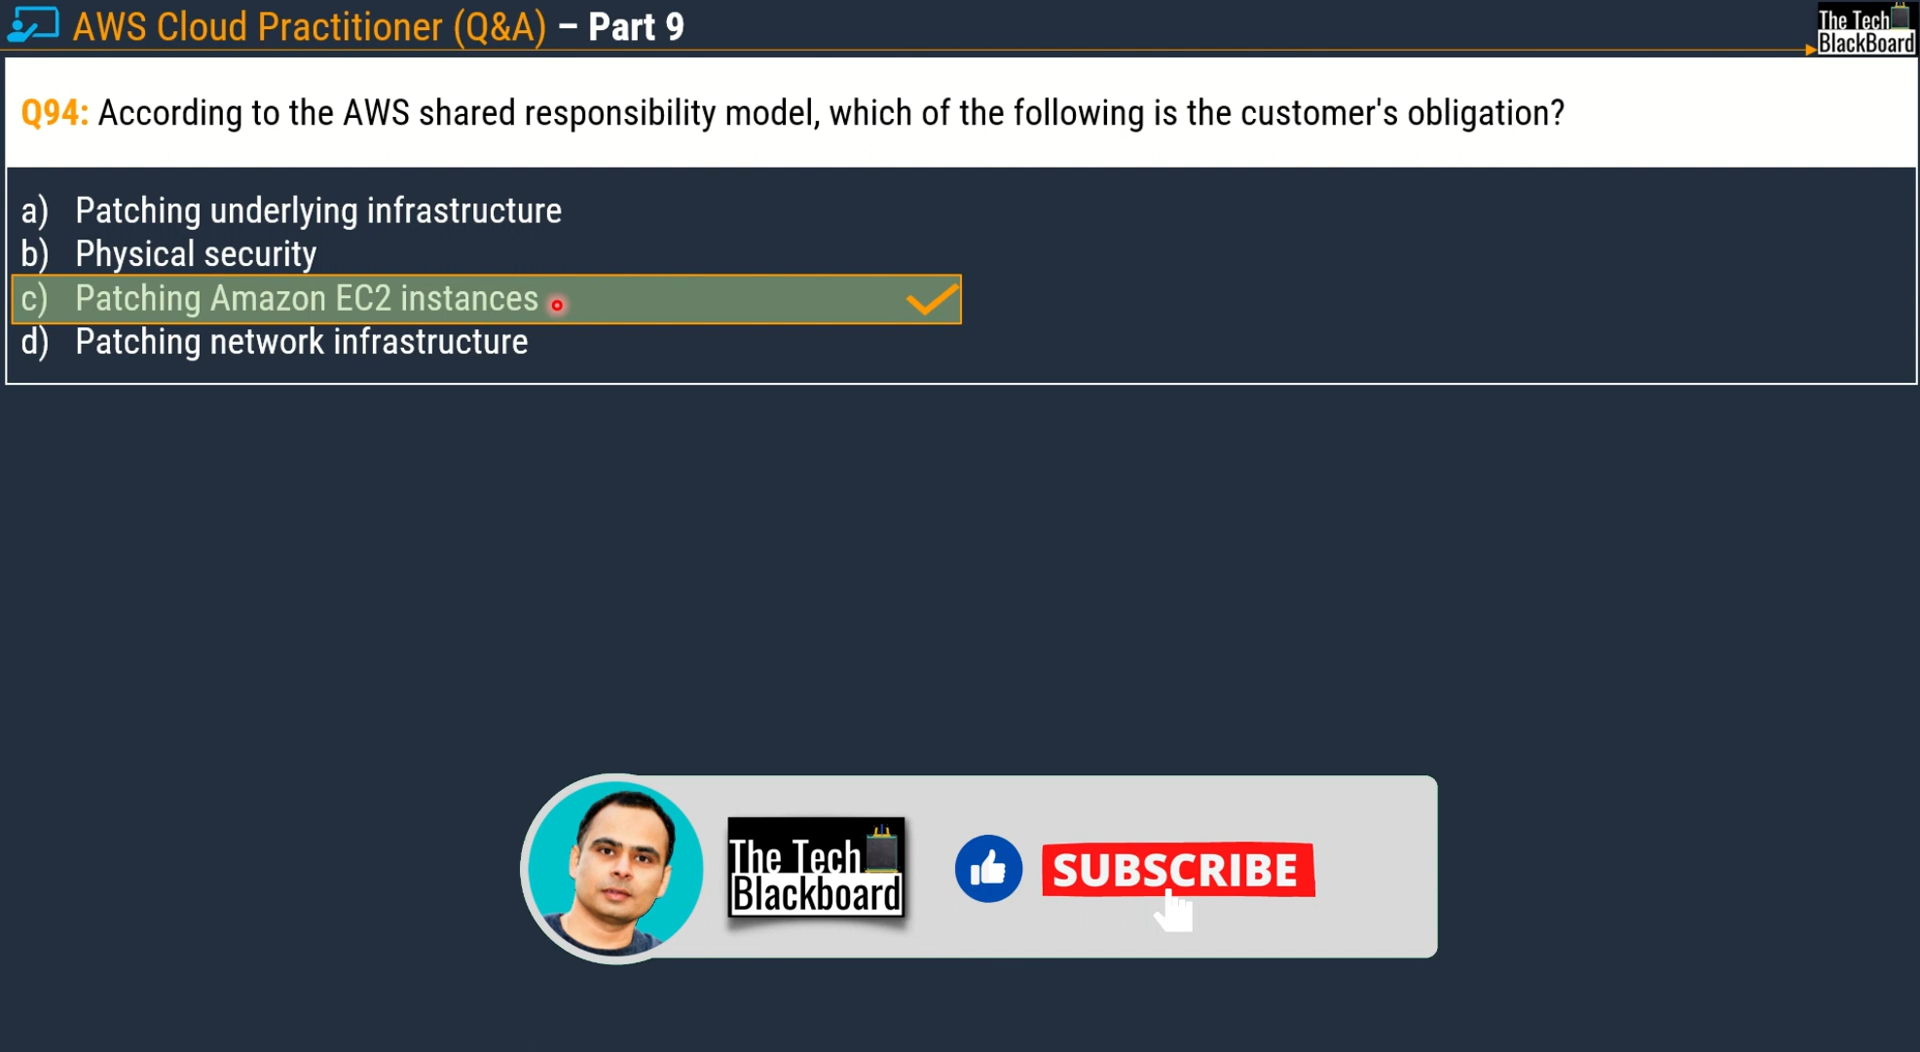 AWS Cloud Practitioner (Q&A) – Part 9
The Tech
BlackBoard
Q94: According to the AWS shared responsibility model, which of the following is the customer's obligation?
a) Patching underlying infrastructure
b) Physical security
c) Patching Amazon EC2 instances
d) Patching network infrastructure
The Tech
Blackboard
SUBSCRIBE